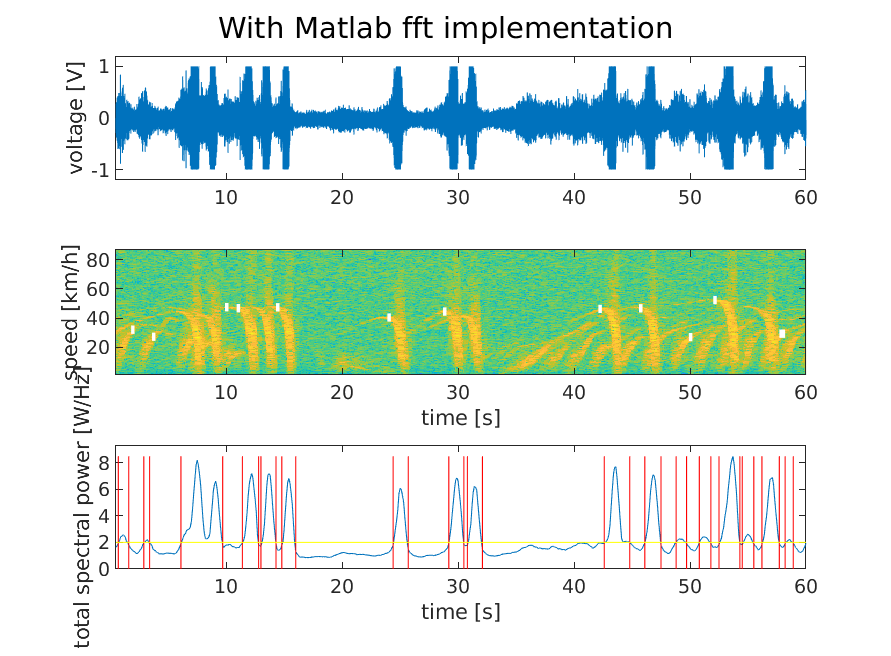 With Matlab fft implementation
voltage [V]
1
0
-1
10 20 30 40 50 60
speed [km/h]
80
60
40
20
10 20 30 40 50 60
time [s]
total spectral power [W/Hz]
8
6
4
2
0
10 20 30 40 50 60
time [s]